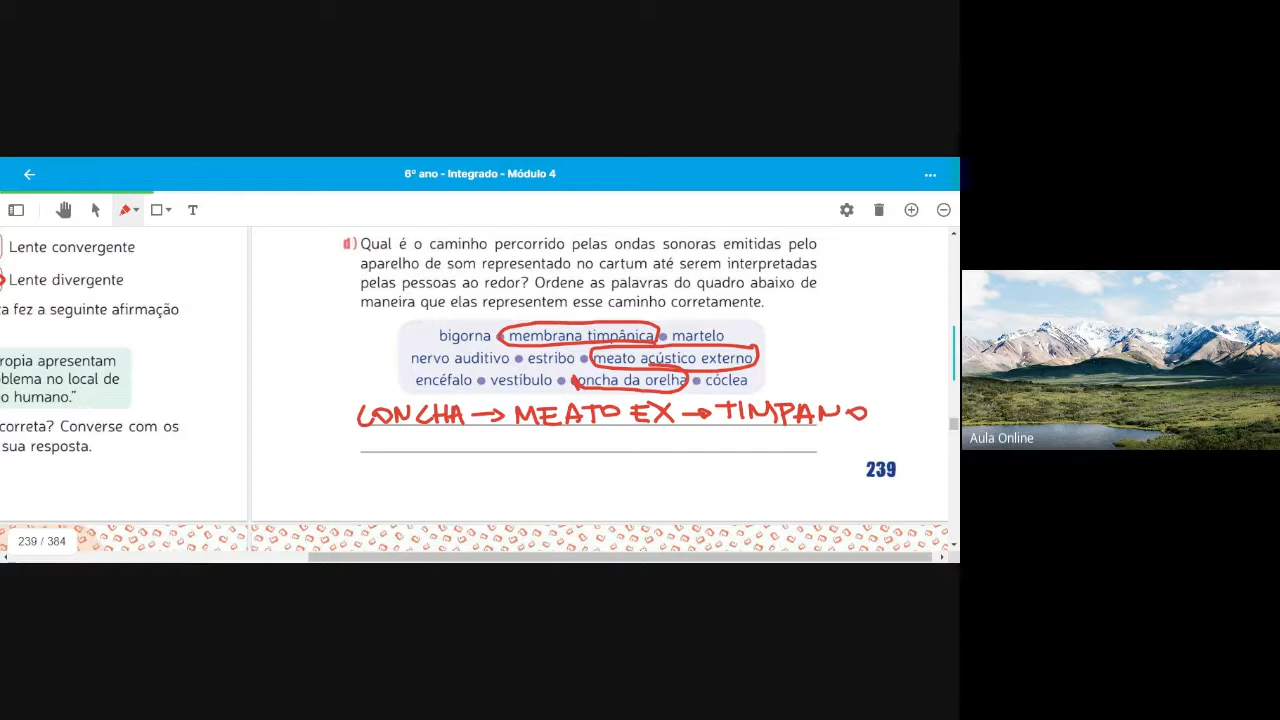 6º ano - Integrado - Módulo 4
T
Lente convergente
Lente divergente
ta fez a seguinte afirmação
ropia apresentam
blema no local de
o humano."
correta? Converse com os
sua resposta.
d) Qual é o caminho percorrido pelas ondas sonoras emitidas pelo
aparelho de som representado no cartum até serem interpretadas
pelas pessoas ao redor? Ordene as palavras do quadro abaixo de
maneira que elas representem esse caminho corretamente.
bigorna • membrana timpânica • martelo
nervo auditivo • estribo • meato acústico externo
encéfalo • vestíbulo • concha da orelha • cóclea
CONCHA → MEATO EX → TIMPANO
239
239 / 384
Aula Online